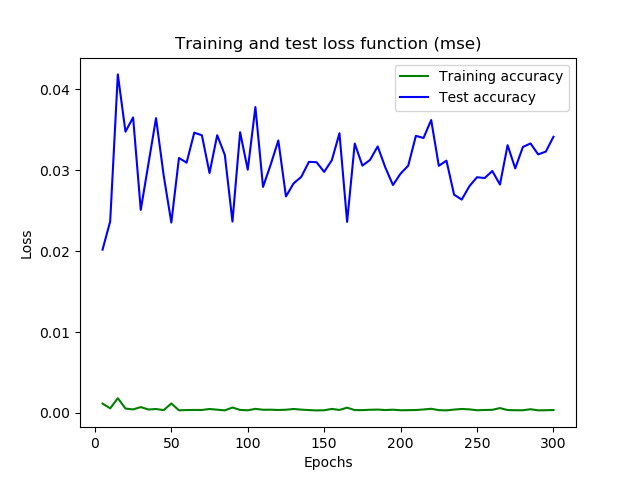 Training and test loss function (mse)
Training accuracy
Test accuracy
0.04
0.03
0.02
0.01
0.00
Loss
0
50
100
150
200
250
300
Epochs